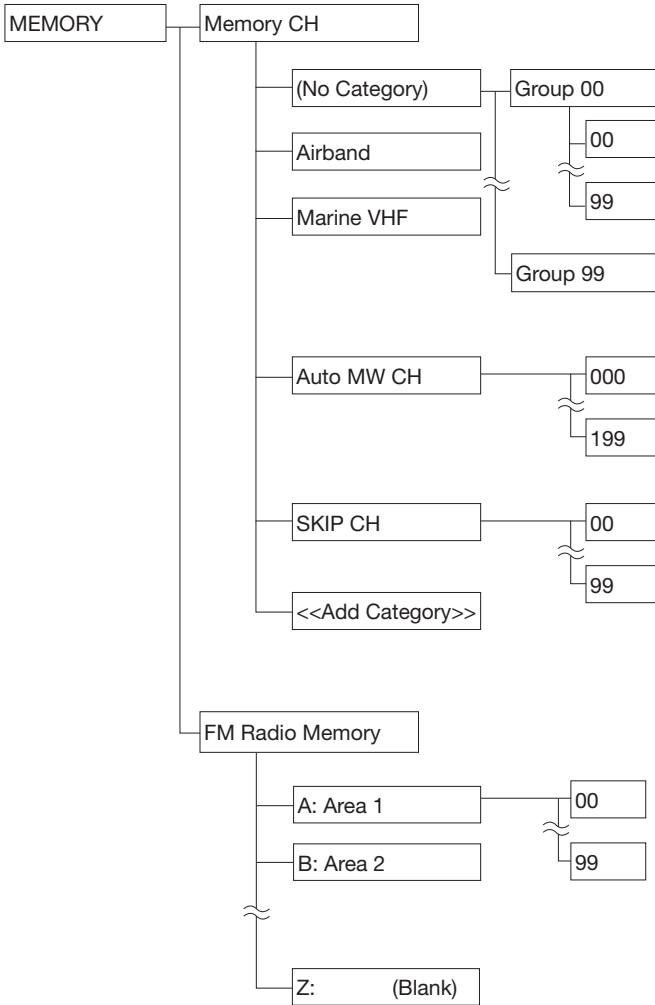 MEMORY
Memory CH
(No Category)
Group 00
00
99
Group 99
Airband
Marine VHF
Auto MW CH
000
199
SKIP CH
00
99
<<Add Category>>
FM Radio Memory
A: Area 1
00
99
B: Area 2
Z: (Blank)